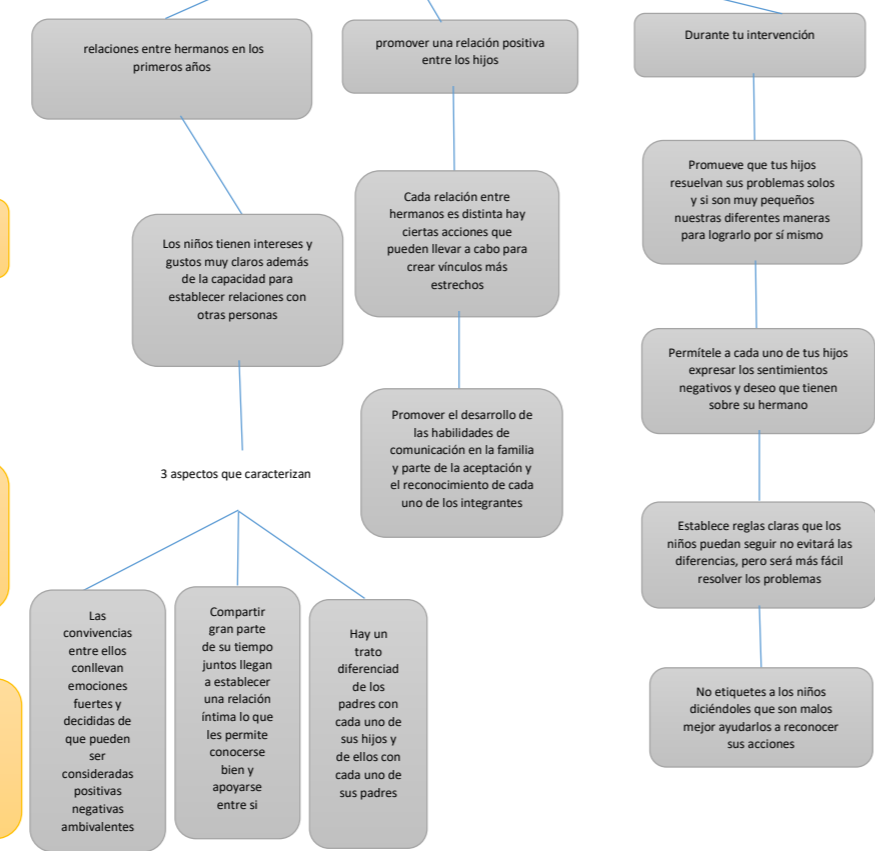 relaciones entre hermanos en los
primeros años
Los niños tienen intereses y
gustos muy claros además
de la capacidad para
establecer relaciones con
otras personas
3 aspectos que caracterizan
Las
convivencias
entre ellos
conllevan
emociones
fuertes y
decididas de
que pueden
ser
consideradas
positivas
negativas
ambivalentes
Compartir
gran parte
de su tiempo
juntos llegan
a establecer
una relación
íntima lo que
les permite
conocerse
bien y
apoyarse
entre si
Hay un
trato
diferenciad
de los
padres con
cada uno de
sus hijos y
de ellos con
cada uno de
sus padres
promover una relación positiva
entre los hijos
Cada relación entre
hermanos es distinta hay
ciertas acciones que
pueden llevar a cabo para
crear vínculos más
estrechos
Promover el desarrollo de
las habilidades de
comunicación en la familia
y parte de la aceptación y
el reconocimiento de cada
uno de los integrantes
Durante tu intervención
Promueve que tus hijos
resuelvan sus problemas solos
y si son muy pequeños
nuestras diferentes maneras
para lograrlo por sí mismo
Permítele a cada uno de tus hijos
expresar los sentimientos
negativos y deseo que tienen
sobre su hermano
Establece reglas claras que los
niños puedan seguir no evitará las
diferencias, pero será más fácil
resolver los problemas
No etiquetes a los niños
diciéndoles que son malos
mejor ayudarlos a reconocer
sus acciones